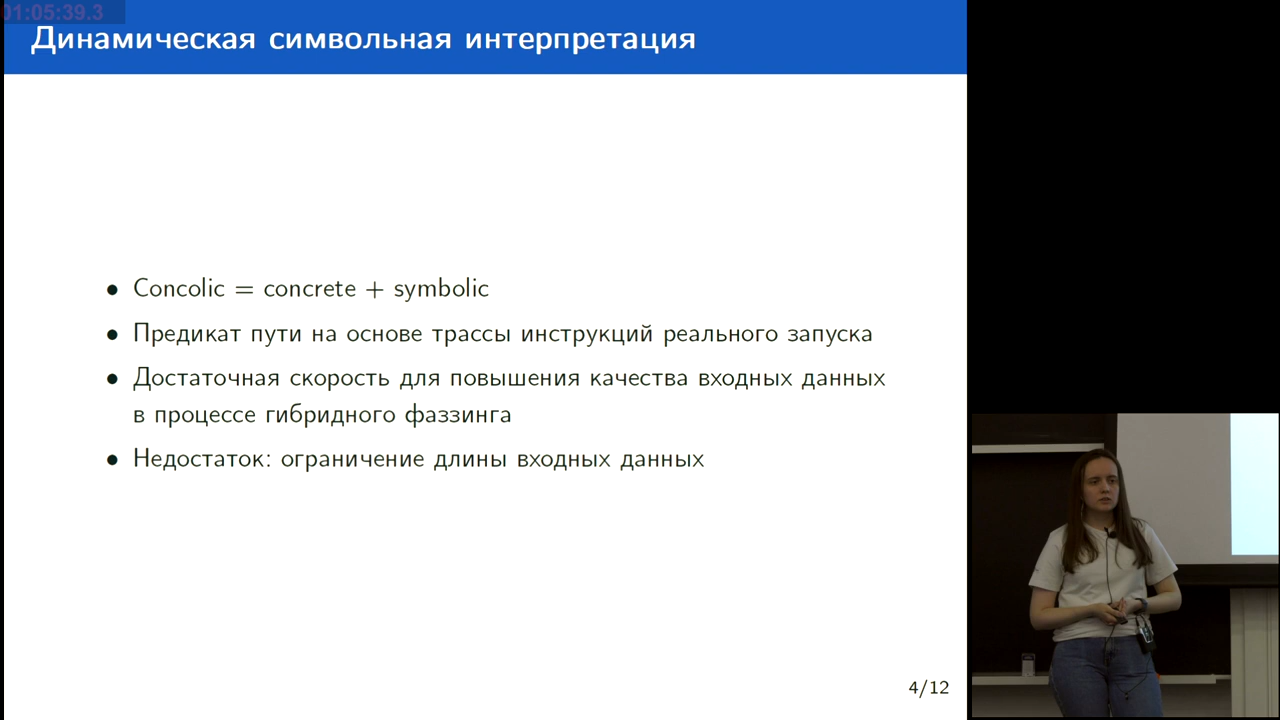 01:05:39.3
Динамическая символьная интерпретация
• Concolic = concrete + symbolic
• Предикат пути на основе трассы инструкций реального запуска
• Достаточная скорость для повышения качества входных данных
в процессе гибридного фаззинга
• Недостаток: ограничение длины входных данных
4/12